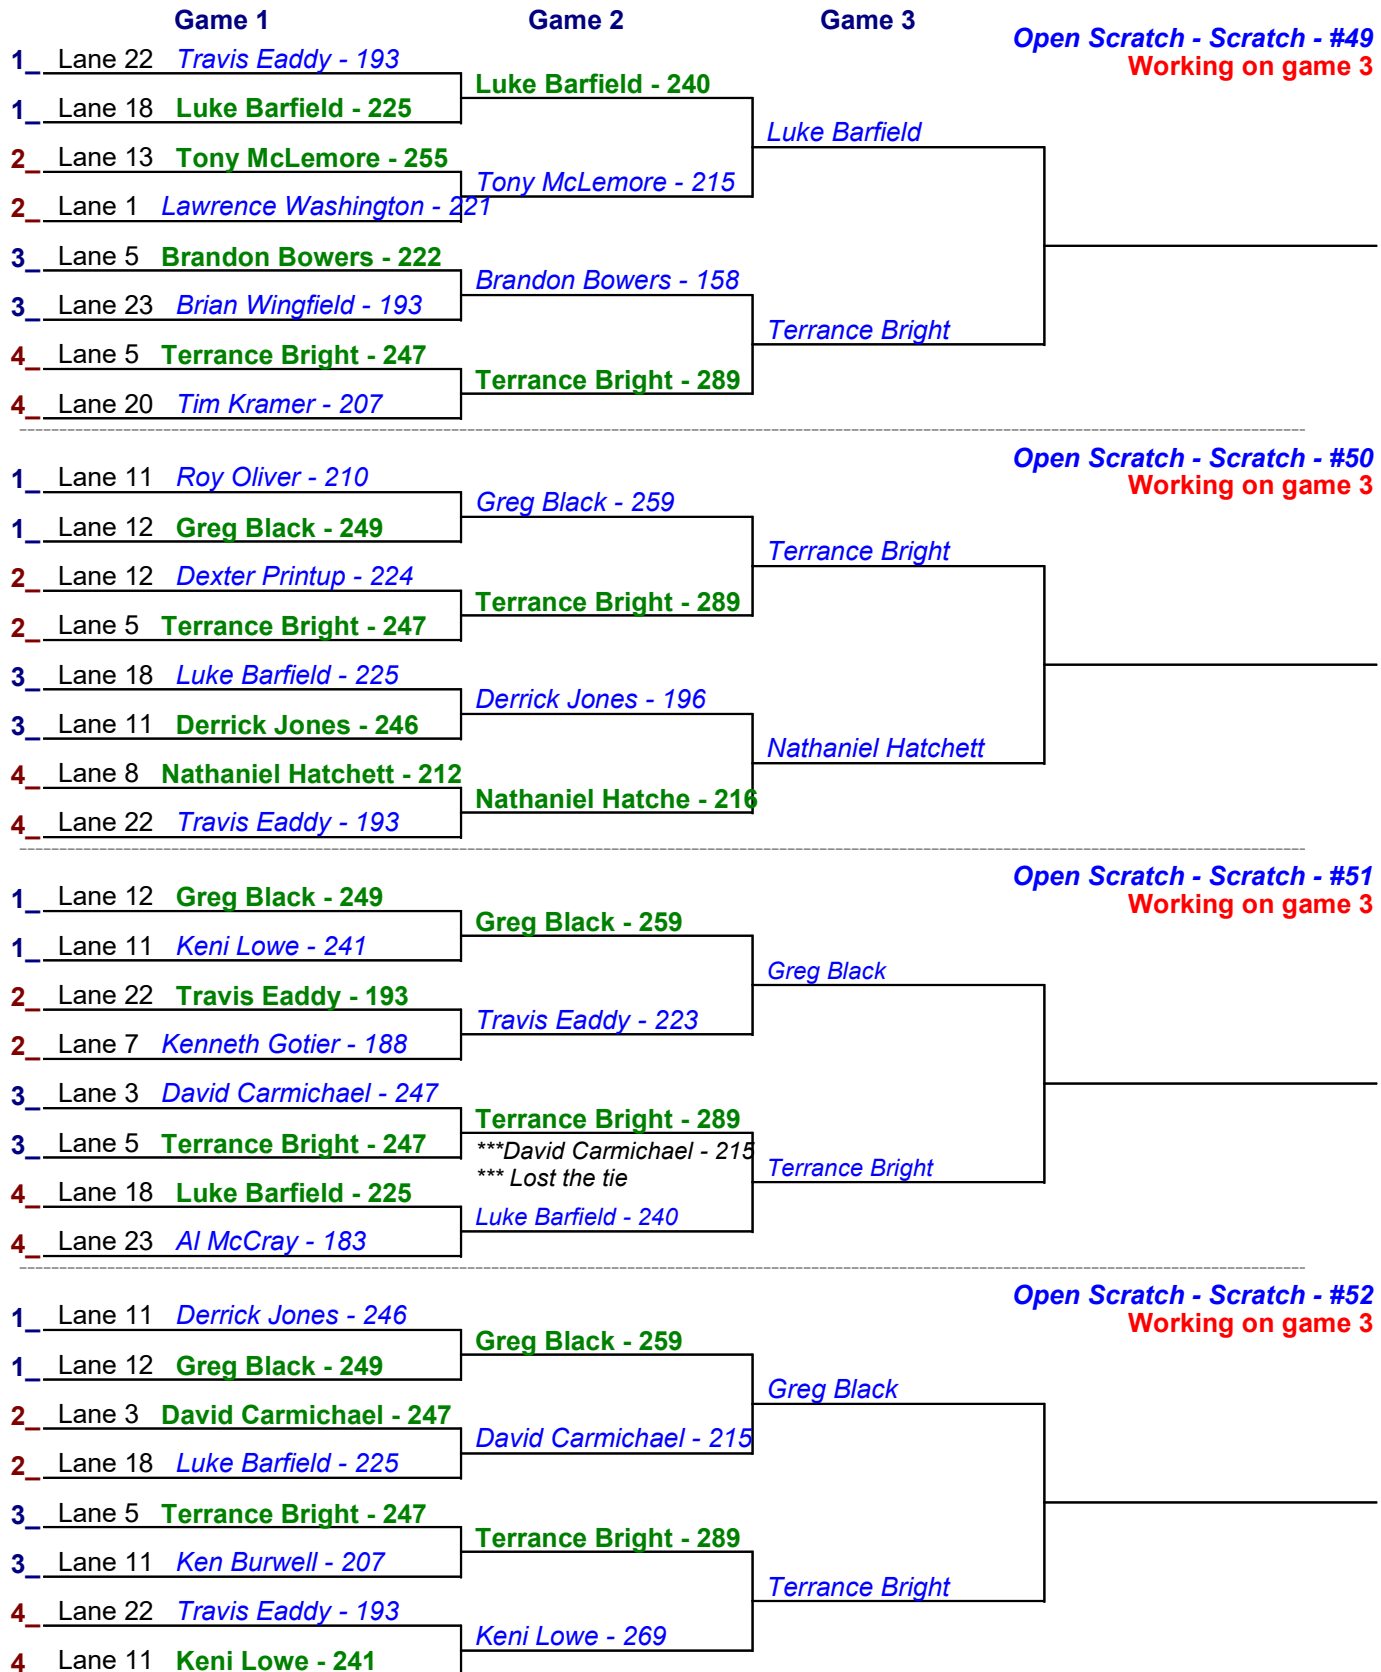 Game 1 Game 2 Game 3
Open Scratch - Scratch - #49
Working on game 3
1_ Lane 22 Travis Eaddy - 193
Luke Barfield - 240
1_ Lane 18 Luke Barfield - 225
Luke Barfield
2_ Lane 13 Tony McLemore - 255
Tony McLemore - 215
2_ Lane 1 Lawrence Washington - 221
3_ Lane 5 Brandon Bowers - 222
Brandon Bowers - 158
3_ Lane 23 Brian Wingfield - 193
Terrance Bright
4_ Lane 5 Terrance Bright - 247
Terrance Bright - 289
4_ Lane 20 Tim Kramer - 207
Open Scratch - Scratch - #50
Working on game 3
1_ Lane 11 Roy Oliver - 210
Greg Black - 259
1_ Lane 12 Greg Black - 249
Terrance Bright
2_ Lane 12 Dexter Printup - 224
Terrance Bright - 289
2_ Lane 5 Terrance Bright - 247
3_ Lane 18 Luke Barfield - 225
Derrick Jones - 196
3_ Lane 11 Derrick Jones - 246
Nathaniel Hatchett
4_ Lane 8 Nathaniel Hatchett - 212
Nathaniel Hatche - 216
4_ Lane 22 Travis Eaddy - 193
Open Scratch - Scratch - #51
Working on game 3
1_ Lane 12 Greg Black - 249
Greg Black - 259
1_ Lane 11 Keni Lowe - 241
Greg Black
2_ Lane 22 Travis Eaddy - 193
Travis Eaddy - 223
2_ Lane 7 Kenneth Gotier - 188
3_ Lane 3 David Carmichael - 247
Terrance Bright - 289
3_ Lane 5 Terrance Bright - 247
***David Carmichael - 215
*** Lost the tie
Terrance Bright
4_ Lane 18 Luke Barfield - 225
Luke Barfield - 240
4_ Lane 23 Al McCray - 183
Open Scratch - Scratch - #52
Working on game 3
1_ Lane 11 Derrick Jones - 246
Greg Black - 259
1_ Lane 12 Greg Black - 249
Greg Black
2_ Lane 3 David Carmichael - 247
David Carmichael - 215
2_ Lane 18 Luke Barfield - 225
3_ Lane 5 Terrance Bright - 247
Terrance Bright - 289
3_ Lane 11 Ken Burwell - 207
Terrance Bright
4_ Lane 22 Travis Eaddy - 193
Keni Lowe - 269
4 Lane 11 Keni Lowe - 241